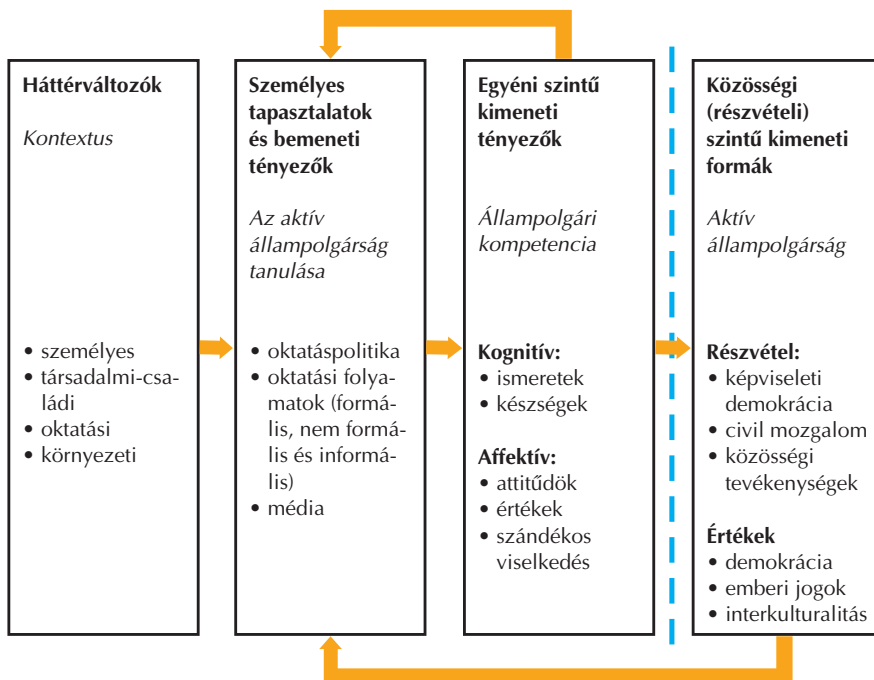 Háttérváltozók
Kontextus
• személyes
• társadalmi-csa-
ládi
• oktatási
• környezeti
Személyes
tapasztalatok
és bemeneti
tényezők
Az aktív
állampolgárság
tanulása
• oktatáspolitika
• oktatási folya-
matok (formá-
lis, nem formá-
lis és informá-
lis)
• média
Egyéni szintű
kimeneti
tényezők
Állampolgári
kompetencia
Kognitív:
• ismeretek
• készségek
Affektív:
• attitűdök
• értékek
• szándékos
viselkedés
Közösségi
(részvételi)
szintű kimeneti
formák
Aktív
állampolgárság
Részvétel:
• képviseleti
demokrácia
• civil mozgalom
• közösségi
tevékenységek
Értékek
• demokrácia
• emberi jogok
• interkulturalitás